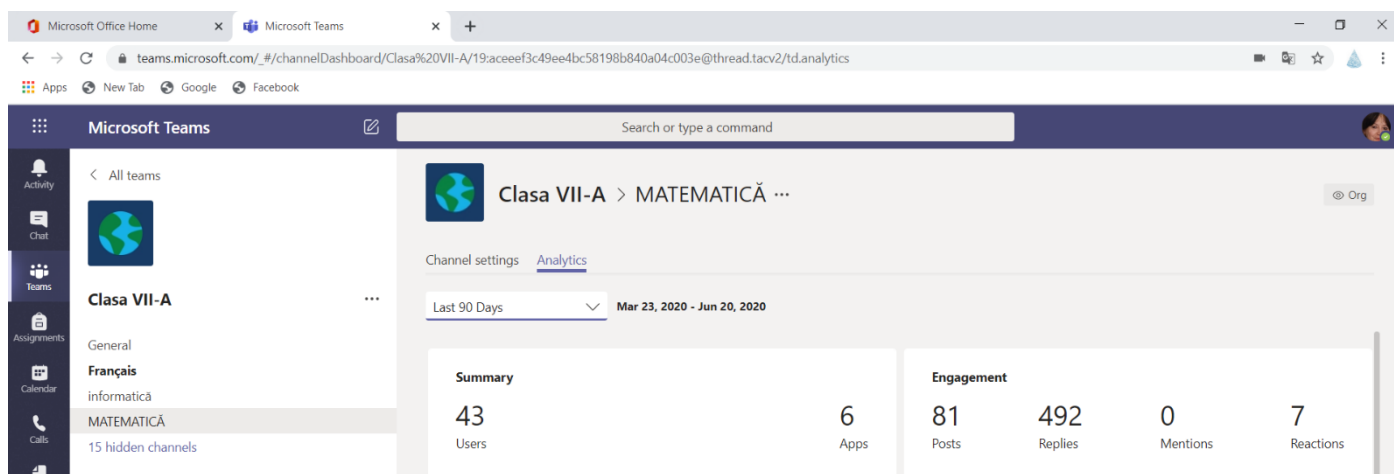 Microsoft Office Home
Microsoft Teams
teams.microsoft.com/_#/channelDashboard/Clasa%20VII-A/19:aceeef3c49ee4bc58198b840a04c003e@thread.tacv2/td.analytics
Apps New Tab Google Facebook
Microsoft Teams
Search or type a command
Activity
Chat
Teams
Assignments
Calendar
Calls
All teams
Clasa VII-A
General
Français
informatică
MATEMATICĂ
15 hidden channels
Clasa VII-A > MATEMATICĂ ...
Org
Channel settings Analytics
Last 90 Days Mar 23, 2020 - Jun 20, 2020
Summary
43 6
Users Apps
Engagement
81 492 0 7
Posts Replies Mentions Reactions